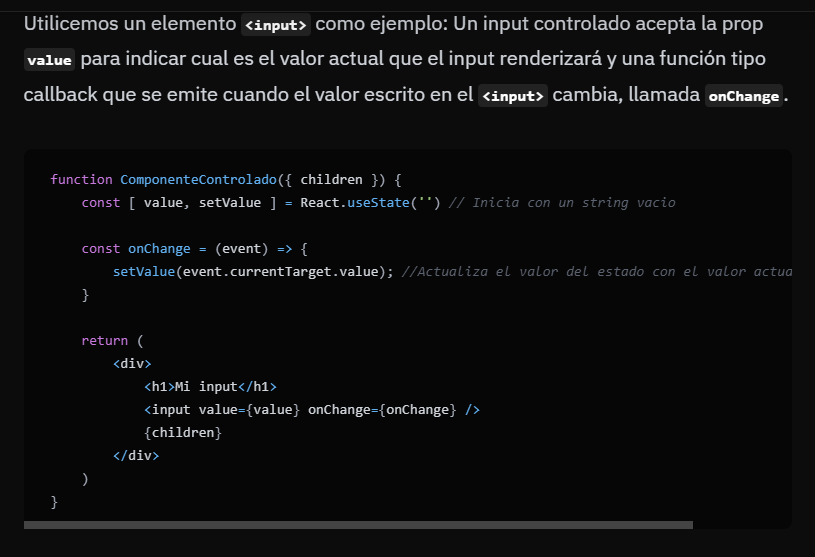 Utilicemos un elemento <input> como ejemplo: Un input controlado acepta la prop
value para indicar cual es el valor actual que el input renderizará y una función tipo
callback que se emite cuando el valor escrito en el <input> cambia, llamada onChange.
function ComponenteControlado({ children }) {
    const [ value, setValue ] = React.useState('') // Inicia con un string vacio

    const onChange = (event) => {
        setValue(event.currentTarget.value); //Actualiza el valor del estado con el valor actua
    }

    return (
        <div>
            <h1>Mi input</h1>
            <input value={value} onChange={onChange} />
            {children}
        </div>
    )
}